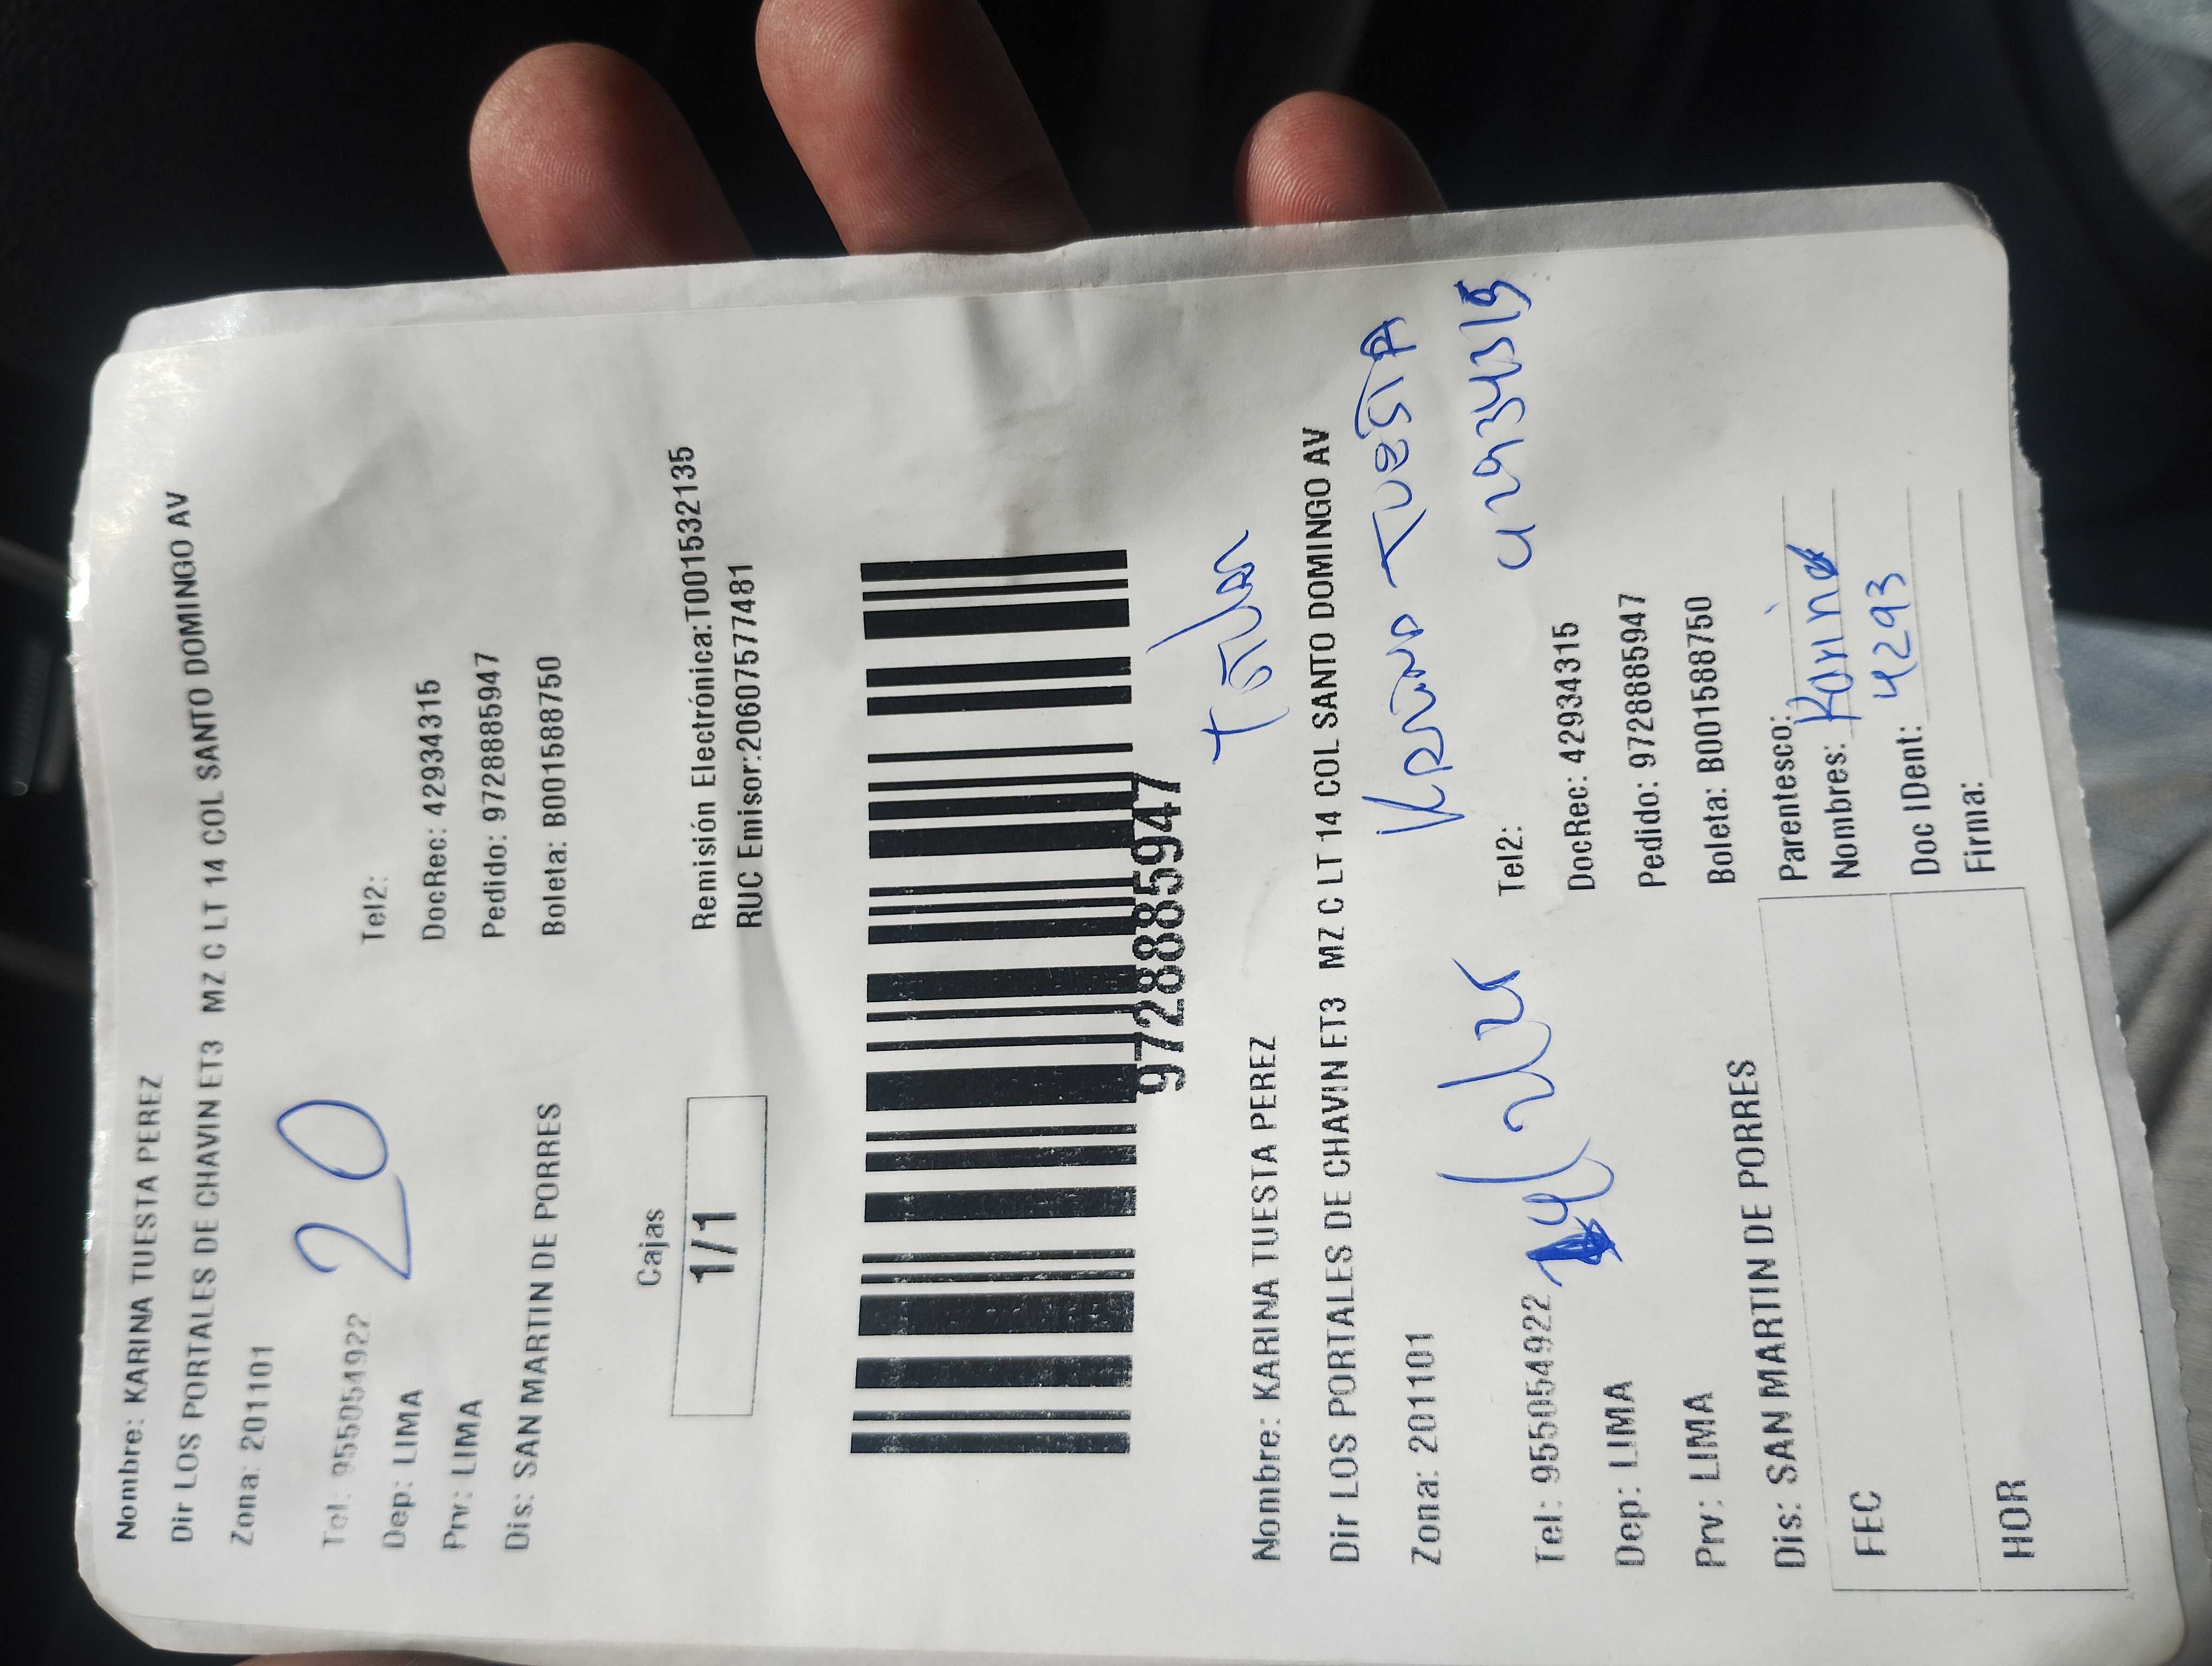 Nombre: KARINA TUESTA PEREZ
Dir LOS PORTALES DE CHAVIN ET3 MZ C LT 14 COL SANTO DOMINGO AV
Zona: 201101
20
Tel: 955054922
Tel2:
Dep: LIMA
DocRec: 42934315
Prv: LIMA
Pedido: 9728885947
Dis: SAN MARTIN DE PORRES
Boleta: B001588750
Cajas
1/1
Remisión Electrónica:T001532135
RUC Emisor:20607577481
9728885947
Nombre: KARINA TUESTA PEREZ
Dir LOS PORTALES DE CHAVIN ET3 MZ C LT 14 COL SANTO DOMINGO AV
TUESTA
Zona: 201101
42934315
Tel: 955054922
Tel2:
Dep: LIMA
DocRec: 42934315
Prv: LIMA
Pedido: 9728885947
Dis: SAN MARTIN DE PORRES
Boleta: B001588750
FEC
HOR
Parentesco:
Nombres: Karina
Doc IDent: 4293
Firma: